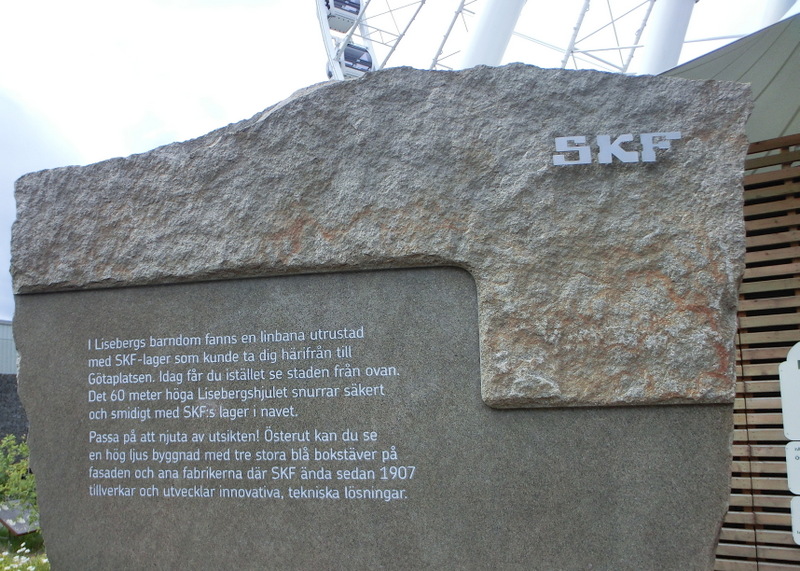 SKF
I Lisebergs barndom fanns en linbana utrustad
med SKF-lager som kunde ta dig härifrån till
Götaplatsen. Idag får du istället se staden från ovan.
Det 60 meter höga Lisebergshjulet snurrar säkert
och smidigt med SKF:s lager i navet.
Passa på att njuta av utsikten! Österut kan du se
en hög ljus byggnad med tre stora blå bokstäver på
fasaden och ana fabrikerna där SKF ända sedan 1907
tillverkar och utvecklar innovativa, tekniska lösningar.